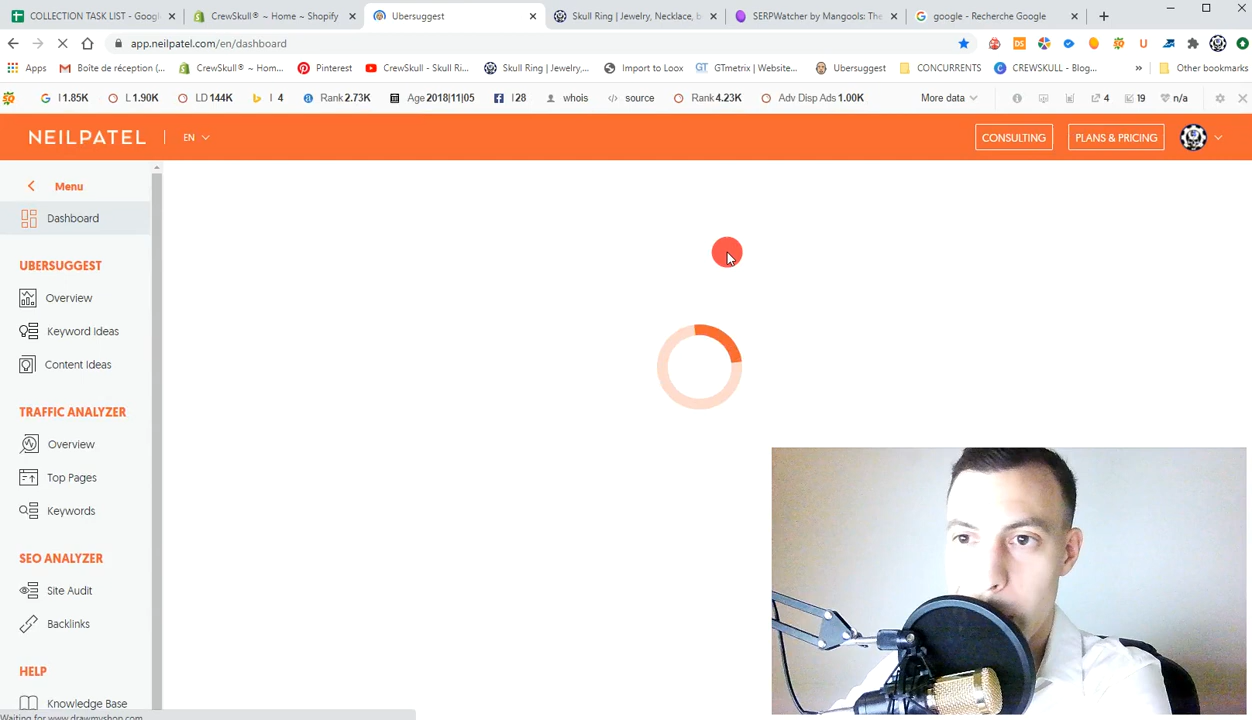 COLLECTION TASK LIST - Googl
CrewSkull® ~ Home ~ Shopify
Ubersuggest
Skull Ring | Jewelry, Necklace, b
SERPWatcher by Mangools: The
google - Recherche Google
app.neilpatel.com/en/dashboard
Apps
Boîte de réception (...
CrewSkull® ~ Hom...
Pinterest
CrewSkull - Skull Ri...
Skull Ring | Jewelry,...
Import to Loox
GTmetrix | Website...
Ubersuggest
CONCURRENTS
CREWSKULL - Blog...
»
Other bookmarks
I 1.85K
L 1.90K
LD 144K
I 4
Rank 2.73K
Age 2018|11|05
l 28
whois
source
Rank 4.23K
Adv Disp Ads 1.00K
More data
4
19
n/a
NEILPATEL
EN
CONSULTING
PLANS & PRICING
Menu
Dashboard
UBERSUGGEST
Overview
Keyword Ideas
Content Ideas
TRAFFIC ANALYZER
Overview
Top Pages
Keywords
SEO ANALYZER
Site Audit
Backlinks
HELP
Knowledge Base
Waiting for www.drawmyshop.com